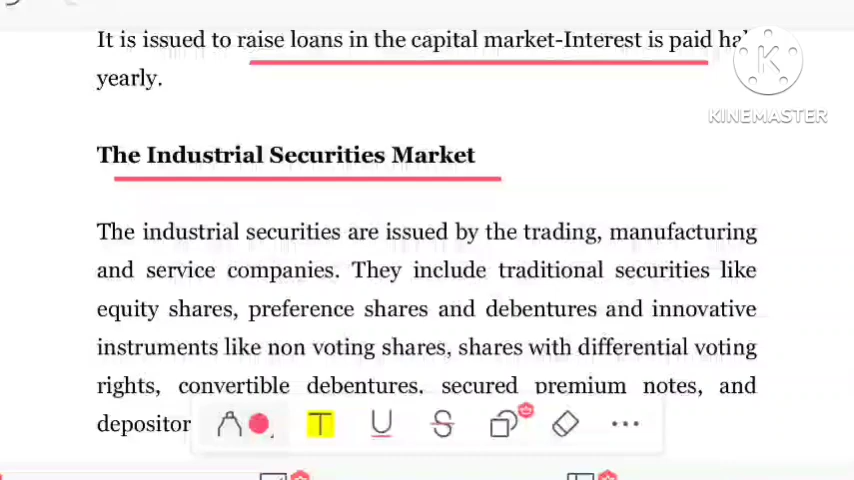 It is issued to raise loans in the capital market-Interest is paid
yearly.
K
KINEMASTER
The Industrial Securities Market
The industrial securities are issued by the trading, manufacturing
and service companies. They include traditional securities like
equity shares, preference shares and debentures and innovative
instruments like non voting shares, shares with differential voting
rights, convertible debentures, secured premium notes, and
T U S